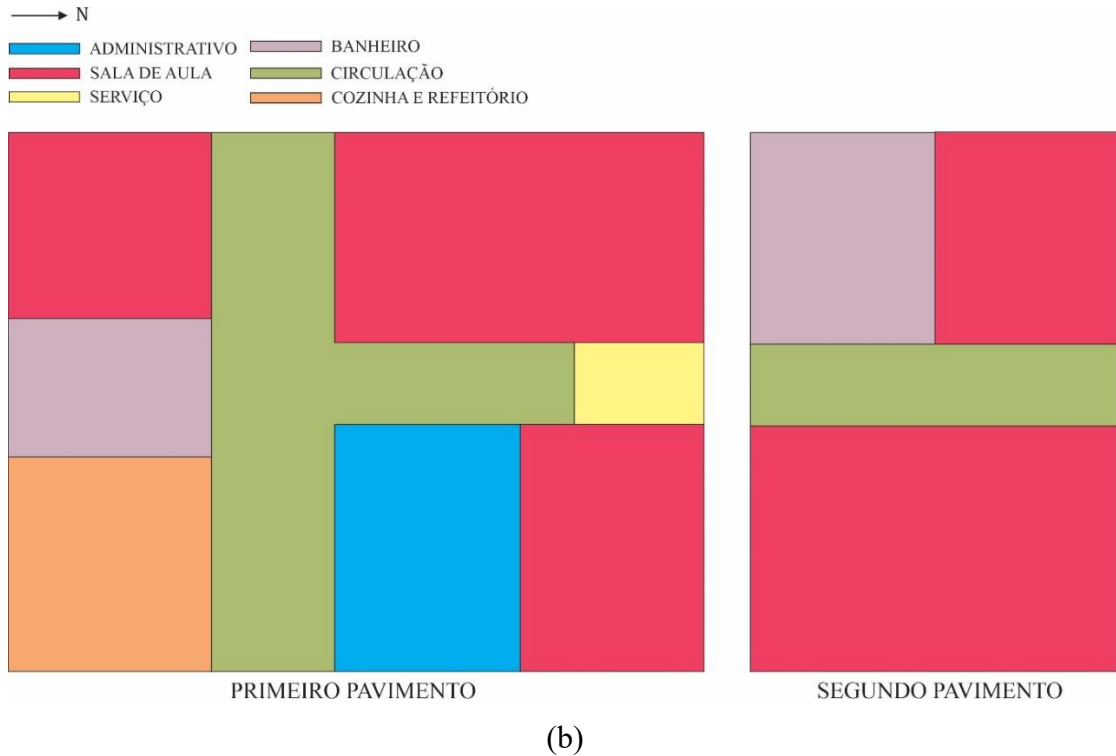 N
ADMINISTRATIVO
BANHEIRO
SALA DE AULA
CIRCULAÇÃO
SERVIÇO
COZINHA E REFEITÓRIO
PRIMEIRO PAVIMENTO
SEGUNDO PAVIMENTO
(b)